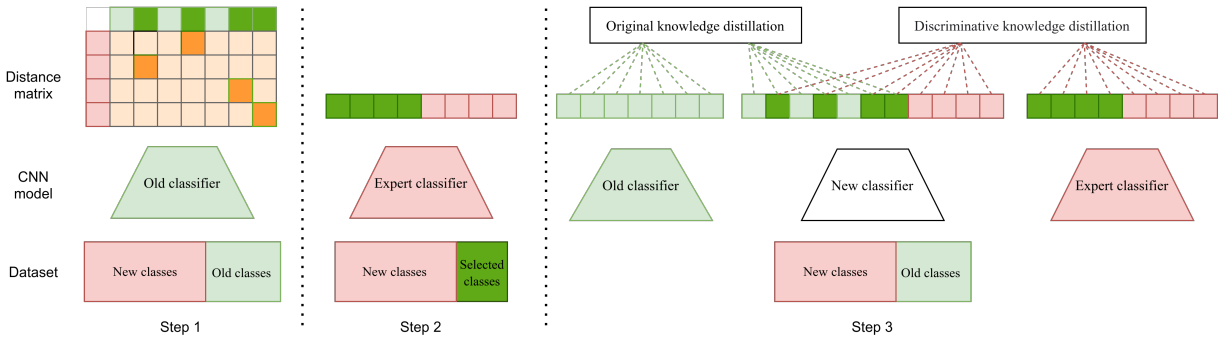 Original knowledge distillation
Discriminative knowledge distillation
Distance
matrix
CNN
model
Old classifier
Expert classifier
Old classifier
New classifier
Expert classifier
Dataset
New classes
Old classes
New classes
Selected
classes
New classes
Old classes
Step 1
Step 2
Step 3